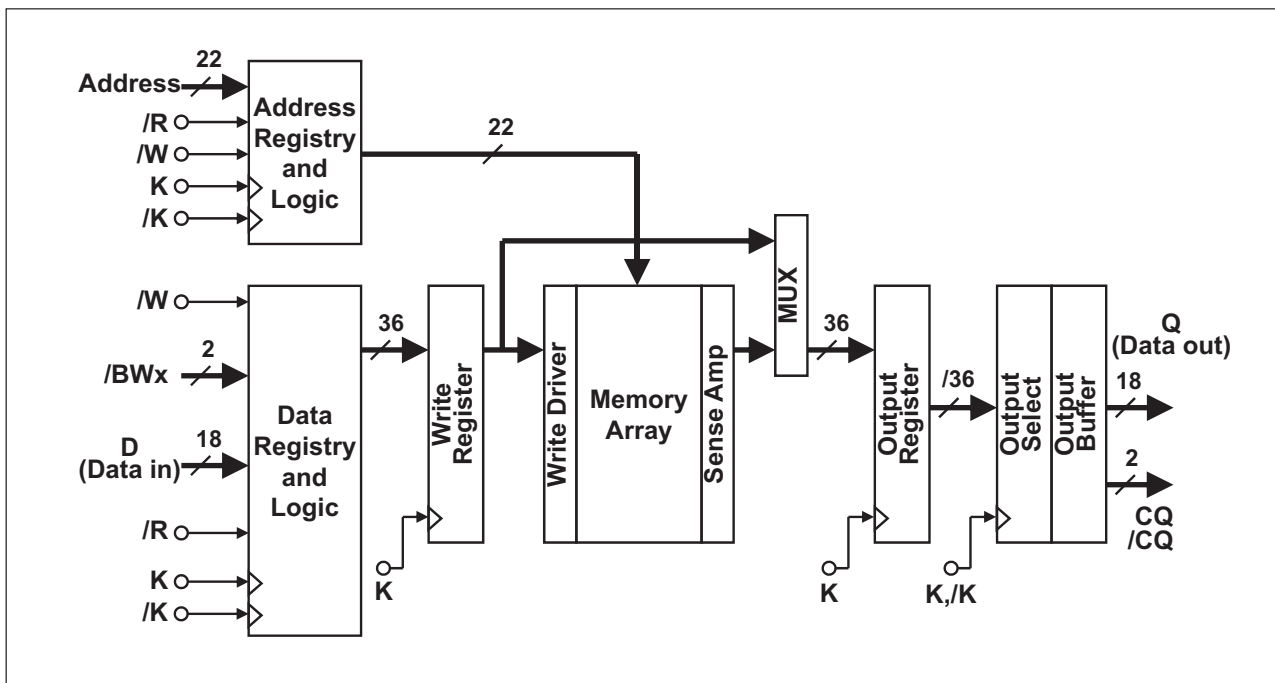 22
Address
/R
/W
K
/K
Address
Registry
and
Logic
22
/W
2
/BWx
18
D
(Data in)
/R
K
/K
Data
Registry
and
Logic
36
Write
Register
K
Write Driver
Memory
Array
Sense Amp
MUX
36
Output
Register
K
/36
Output
Select
K,/K
Output
Buffer
Q
(Data out)
18
2
CQ
/CQ